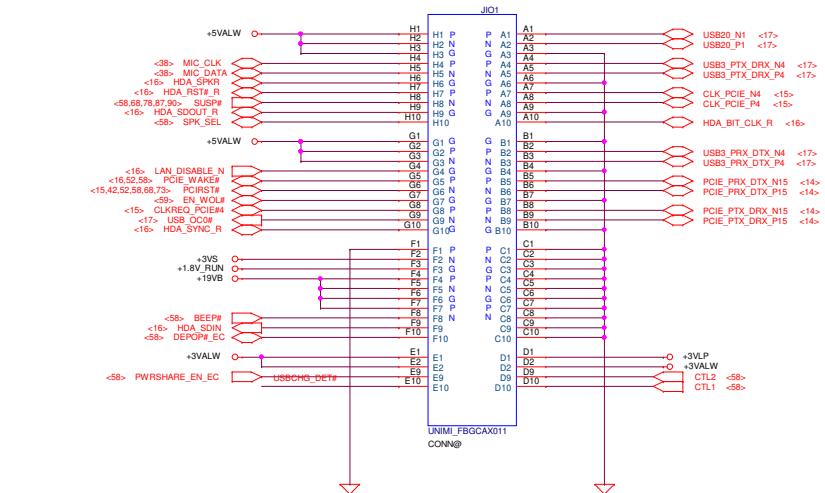 JIO1
+5VALW H1 H1 P P A1 A1 USB20_N1 <17>
H2 H2 N N A2 A2 USB20_P1 <17>
H3 H3 G G A3 A3
<38> MIC_CLK H4 H4 P P A4 A4 USB3_PTX_DRX_N4 <17>
<38> MIC_DATA H5 H5 N N A5 A5 USB3_PTX_DRX_P4 <17>
<16> HDA_SPKR H6 H6 G G A6 A6
<16> HDA_RST#_R H7 H7 P P A7 A7 CLK_PCIE_N4 <15>
<58,68,78,87,90> SUSP# H8 H8 N N A8 A8 CLK_PCIE_P4 <15>
<16> HDA_SDOUT_R H9 H9 G G A9 A9
<58> SPK_SEL H10 H10 A10 A10 HDA_BIT_CLK_R <16>
+5VALW G1 G1 G G B1 B1
G2 G2 P P B2 B2 USB3_PRX_DTX_N4 <17>
G3 G3 N N B3 B3 USB3_PRX_DTX_P4 <17>
<16> LAN_DISABLE_N G4 G4 G G B4 B4
<16,52,58> PCIE_WAKE# G5 G5 P P B5 B5 PCIE_PRX_DTX_N15 <14>
<15,42,52,58,68,73> PCIRST# G6 G6 N N B6 B6 PCIE_PRX_DTX_P15 <14>
<59> EN_WOL# G7 G7 G G B7 B7
<15> CLKREQ_PCIE#4 G8 G8 P P B8 B8 PCIE_PTX_DRX_N15 <14>
<17> USB_OC0# G9 G9 N N B9 B9 PCIE_PTX_DRX_P15 <14>
<16> HDA_SYNC_R G10 G10 G G B10 B10
F1 F1 P P C1 C1
+3VS F2 F2 N N C2 C2
+1.8V_RUN F3 F3 G G C3 C3
+19VB F4 F4 P P C4 C4
F5 F5 N N C5 C5
F6 F6 G G C6 C6
F7 F7 P P C7 C7
<58> BEEP# F8 F8 N N C8 C8
<16> HDA_SDIN F9 F9 C9 C9
<58> DEPOP#_EC F10 F10 C10 C10
+3VALW E1 E1 D1 D1 +3VLP
E2 E2 D2 D2 +3VALW
<58> PWRSHARE_EN_EC USBCHG_DET# E9 E9 D9 D9 CTL2 <58>
E10 E10 D10 D10 CTL1 <58>
UNIMI_FBGCAX011
CONN@